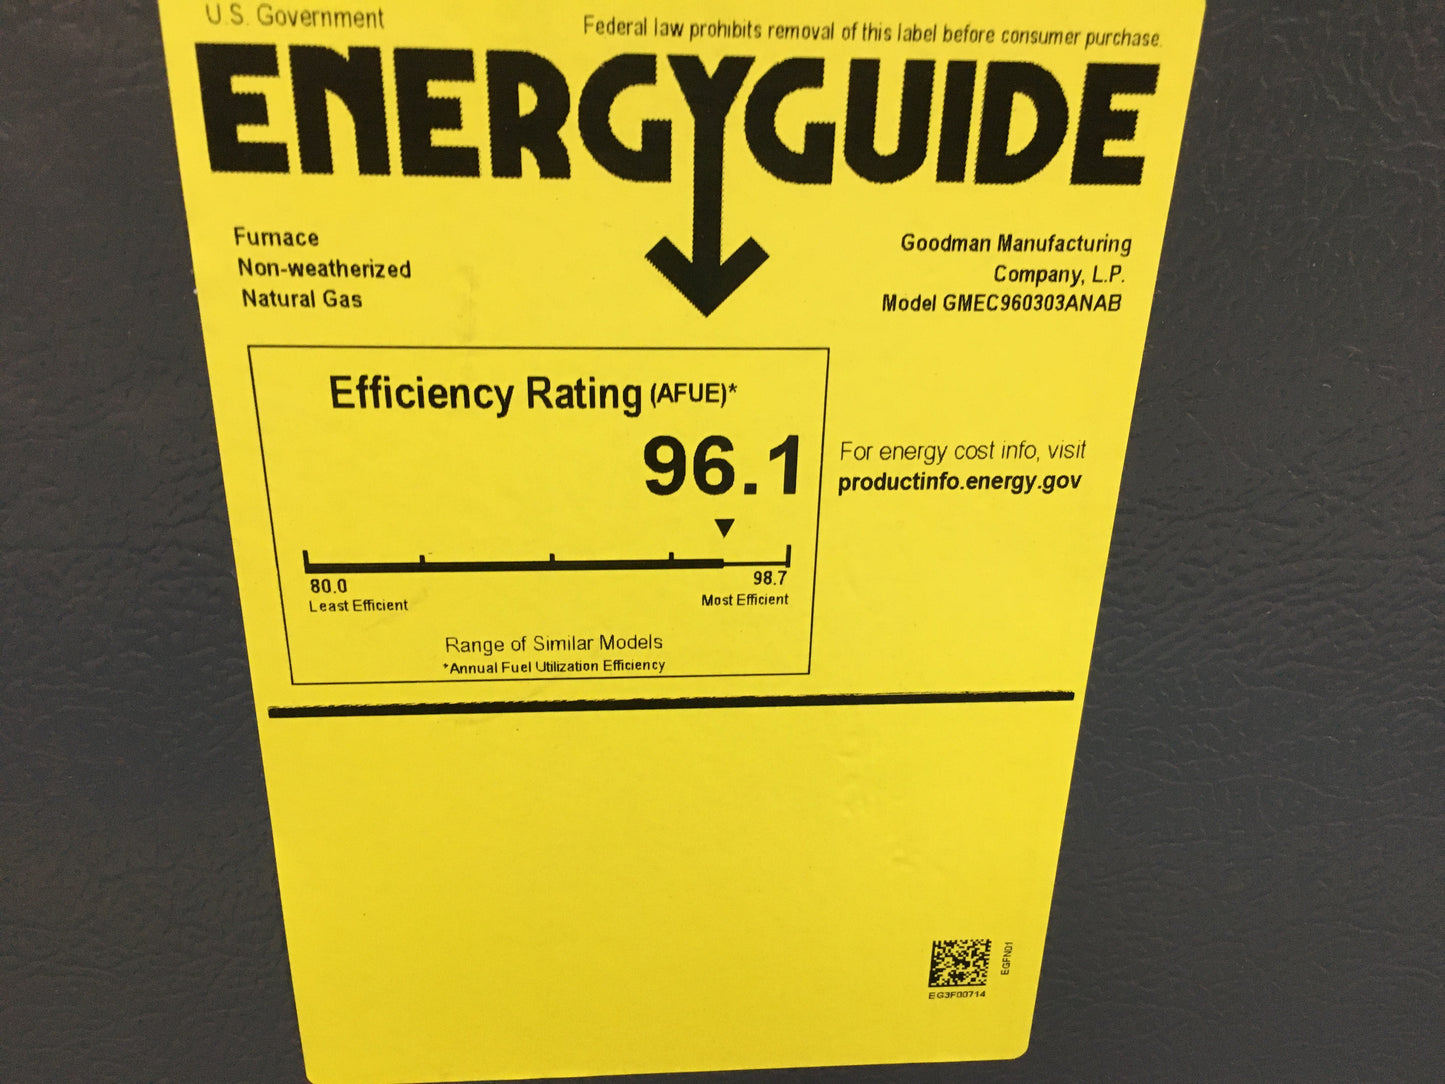 U.S. Government
Federal law prohibits removal of this label before consumer purchase.
ENERGYGUIDE
Furnace
Non-weatherized
Natural Gas
Goodman Manufacturing
Company, L.P.
Model GMEC960303ANAB
Efficiency Rating (AFUE)*
96.1
For energy cost info, visit
productinfo.energy.gov
80.0
Least Efficient
98.7
Most Efficient
Range of Similar Models
*Annual Fuel Utilization Efficiency
EGFN01
EG3F00714